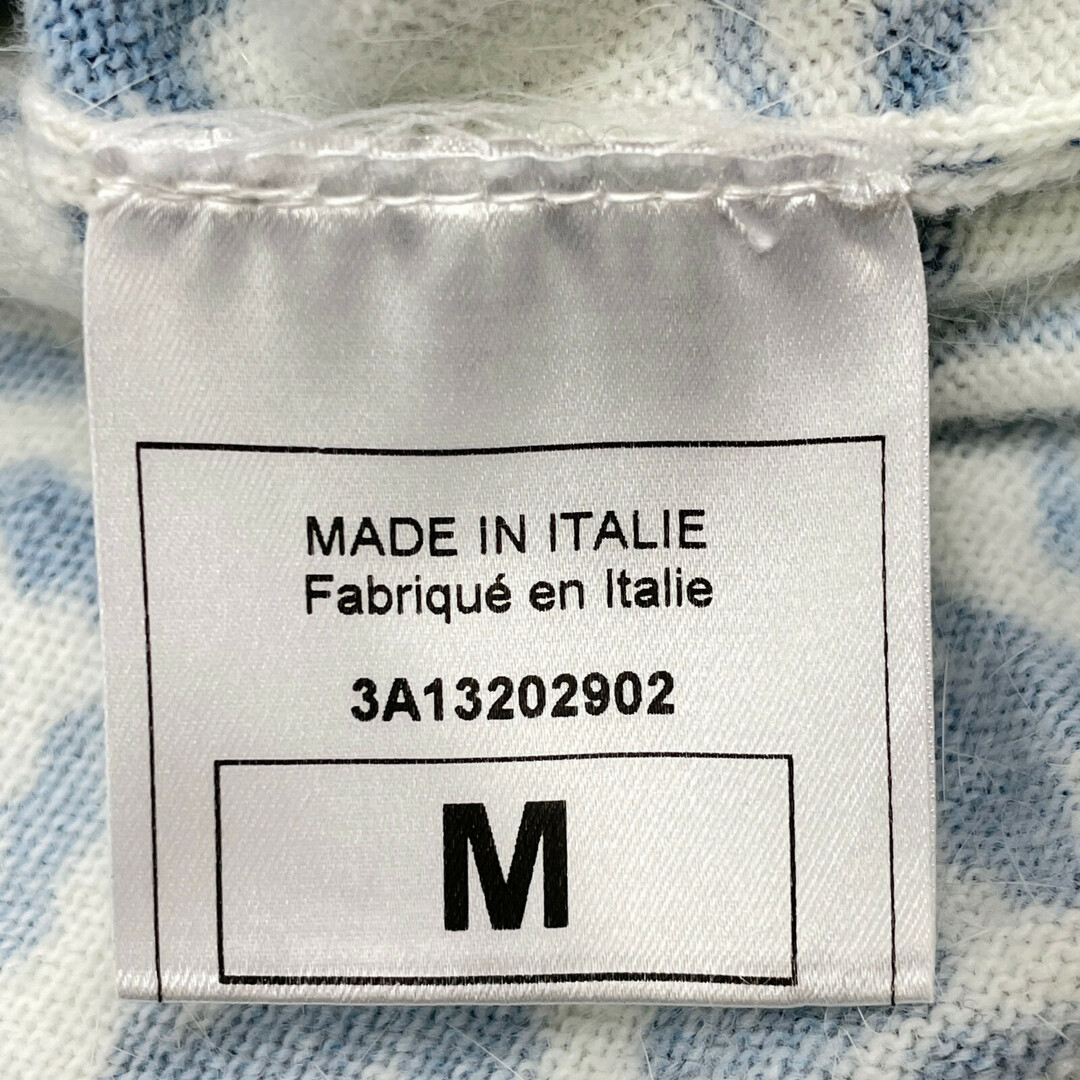 MADE IN ITALIE
Fabriqué en Italie
3A13202902
M